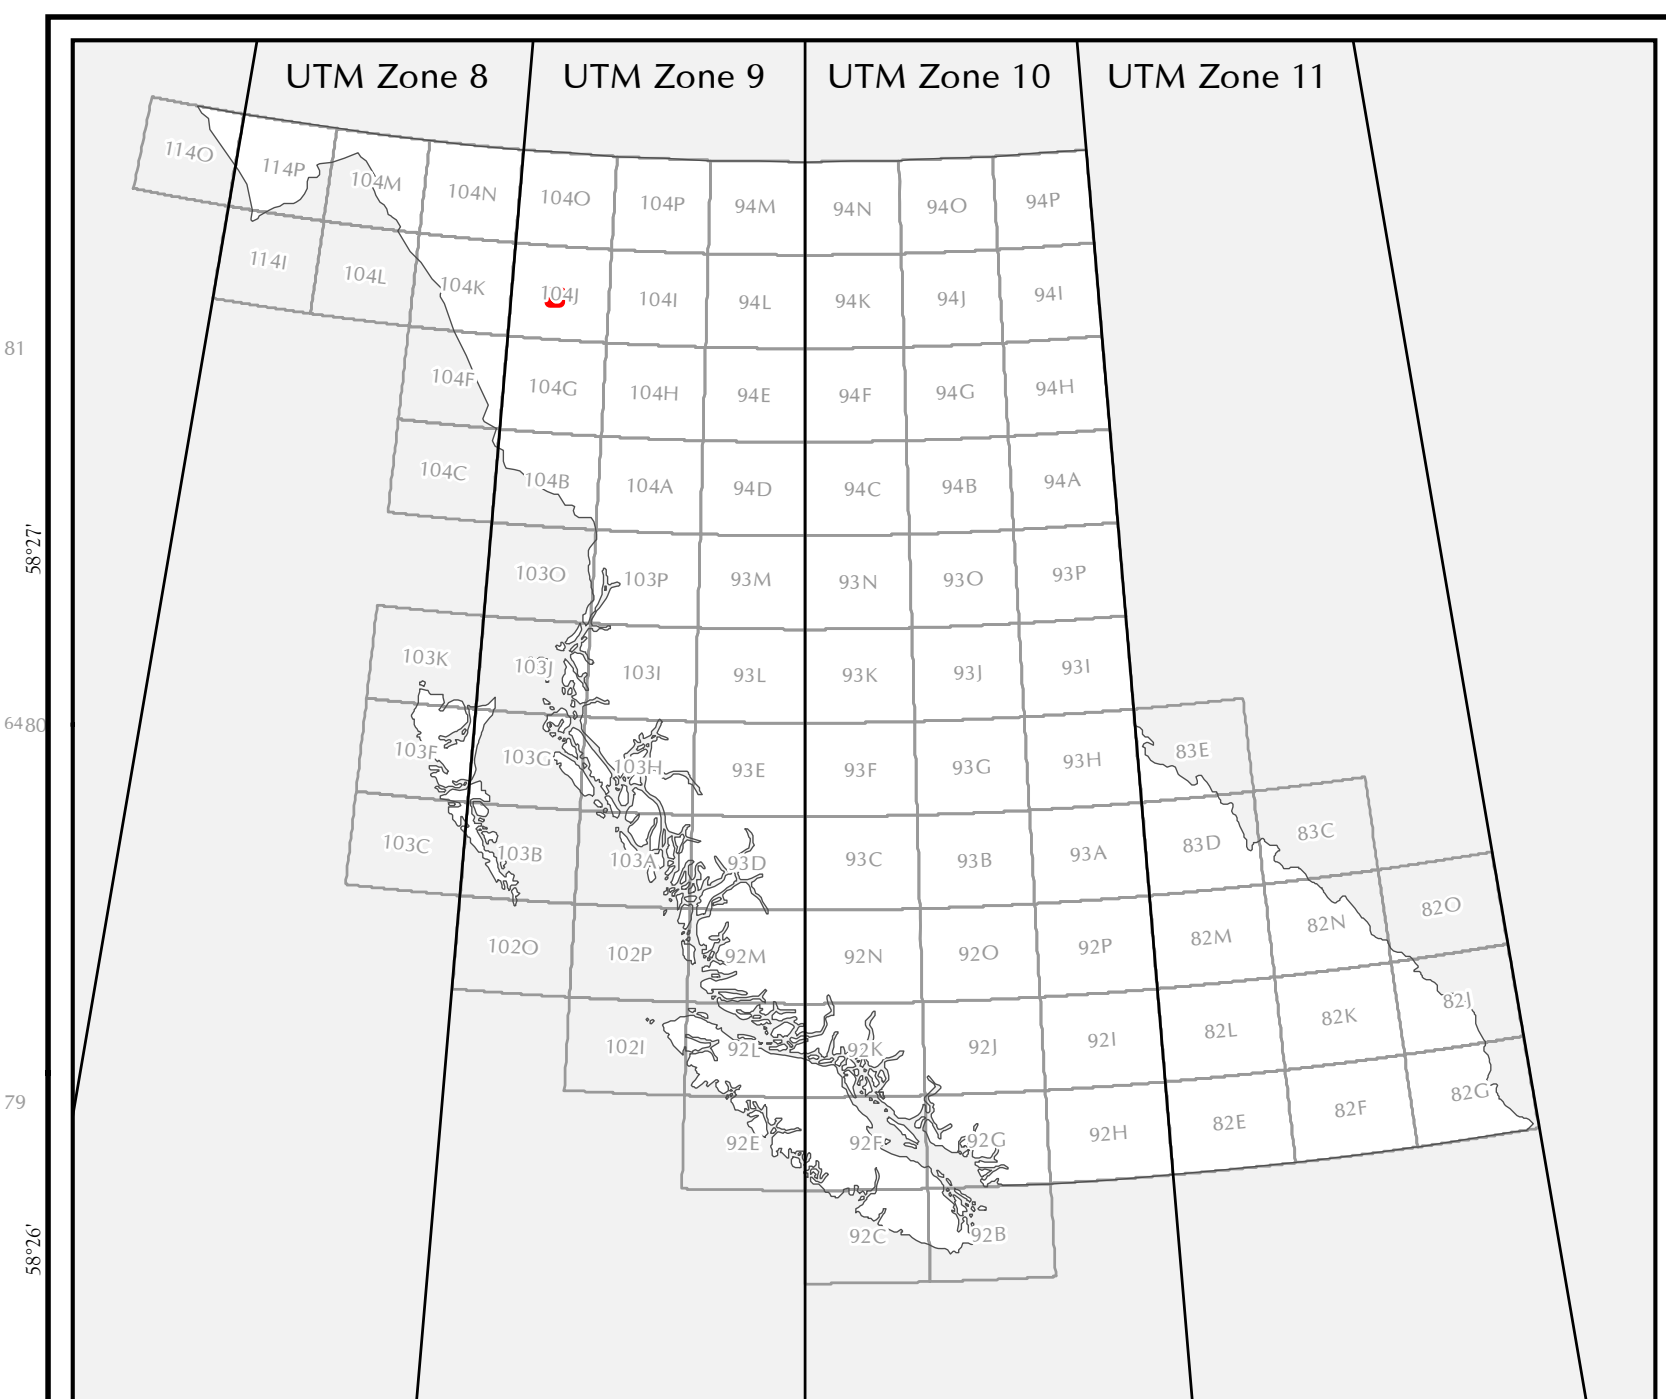 UTM Zone 8 UTM Zone 9 UTM Zone 10 UTM Zone 11
114O 114P 104M 104N 104O 104P 94M 94N 94O 94P
114I 104L 104K 104J 104I 94L 94K 94J 94I
81
104F 104G 104H 94E 94F 94G 94H
104C 104B 104A 94D 94C 94B 94A
58°27'
103O 103P 93M 93N 93O 93P
103K 103J 103I 93L 93K 93J 93I
6480
103F 103G 103H 93E 93F 93G 93H 83E
103C 103B 103A 93D 93C 93B 93A 83D 83C
102O 102P 92M 92N 92O 92P 82M 82N 82O
102I 92L 92K 92J 92I 82L 82K 82J
79
92E 92F 92G 92H 82E 82F 82G
92C 92B
58°26'